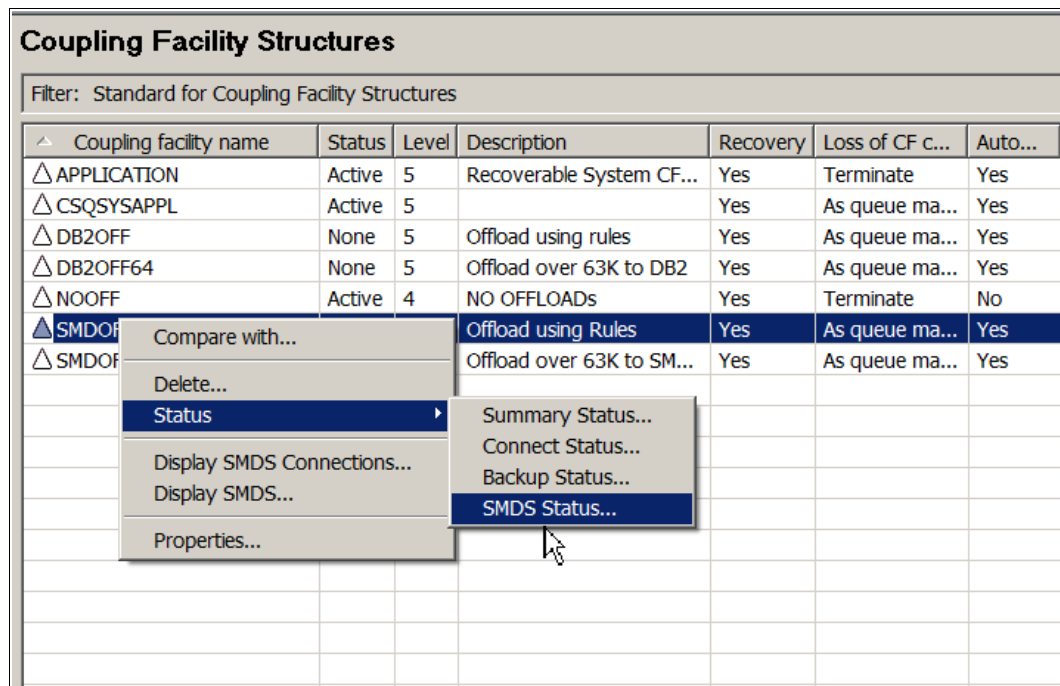 Coupling Facility Structures
Filter: Standard for Coupling Facility Structures
Coupling facility name Status Level Description Recovery Loss of CF c... Auto...
APPLICATION Active 5 Recoverable System CF... Yes Terminate Yes
CSQSYSAPPL Active 5 Yes As queue ma... Yes
DB2OFF None 5 Offload using rules Yes As queue ma... Yes
DB2OFF64 None 5 Offload over 63K to DB2 Yes As queue ma... Yes
NOOFF Active 4 NO OFFLOADs Yes Terminate No
SMDOF Offload using Rules Yes As queue ma... Yes
SMDOF Offload over 63K to SM... Yes As queue ma... Yes
Compare with...
Delete...
Status
Display SMDS Connections...
Display SMDS...
Properties...
Summary Status...
Connect Status...
Backup Status...
SMDS Status...